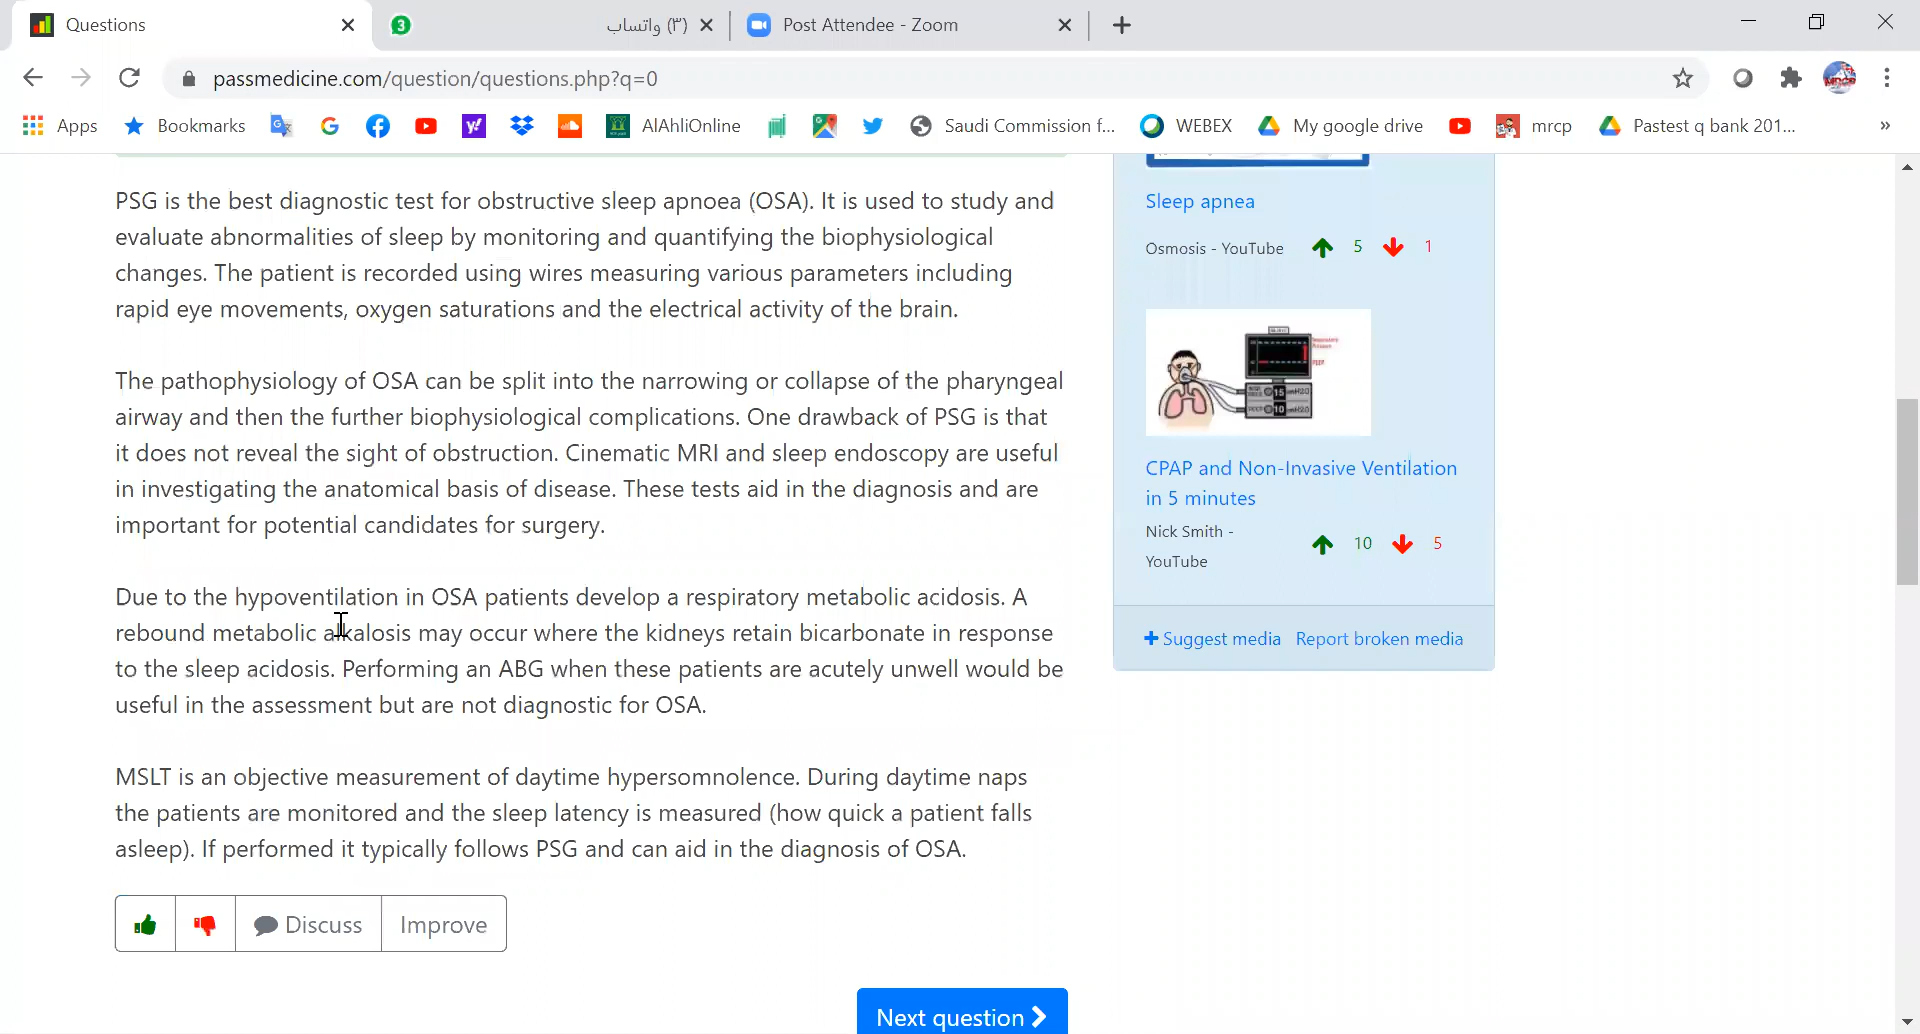 Questions
3
(٣) واتساب
Post Attendee - Zoom
passmedicine.com/question/questions.php?q=0
Apps
Bookmarks
AlAhliOnline
Saudi Commission f...
WEBEX
My google drive
mrcp
Pastest q bank 201...
»
PSG is the best diagnostic test for obstructive sleep apnoea (OSA). It is used to study and
evaluate abnormalities of sleep by monitoring and quantifying the biophysiological
changes. The patient is recorded using wires measuring various parameters including
rapid eye movements, oxygen saturations and the electrical activity of the brain.
The pathophysiology of OSA can be split into the narrowing or collapse of the pharyngeal
airway and then the further biophysiological complications. One drawback of PSG is that
it does not reveal the sight of obstruction. Cinematic MRI and sleep endoscopy are useful
in investigating the anatomical basis of disease. These tests aid in the diagnosis and are
important for potential candidates for surgery.
Due to the hypoventilation in OSA patients develop a respiratory metabolic acidosis. A
rebound metabolic alkalosis may occur where the kidneys retain bicarbonate in response
to the sleep acidosis. Performing an ABG when these patients are acutely unwell would be
useful in the assessment but are not diagnostic for OSA.
MSLT is an objective measurement of daytime hypersomnolence. During daytime naps
the patients are monitored and the sleep latency is measured (how quick a patient falls
asleep). If performed it typically follows PSG and can aid in the diagnosis of OSA.
Discuss
Improve
Next question
Sleep apnea
Osmosis - YouTube
5
1
15
10
CPAP and Non-Invasive Ventilation
in 5 minutes
Nick Smith -
YouTube
10
5
Suggest media
Report broken media